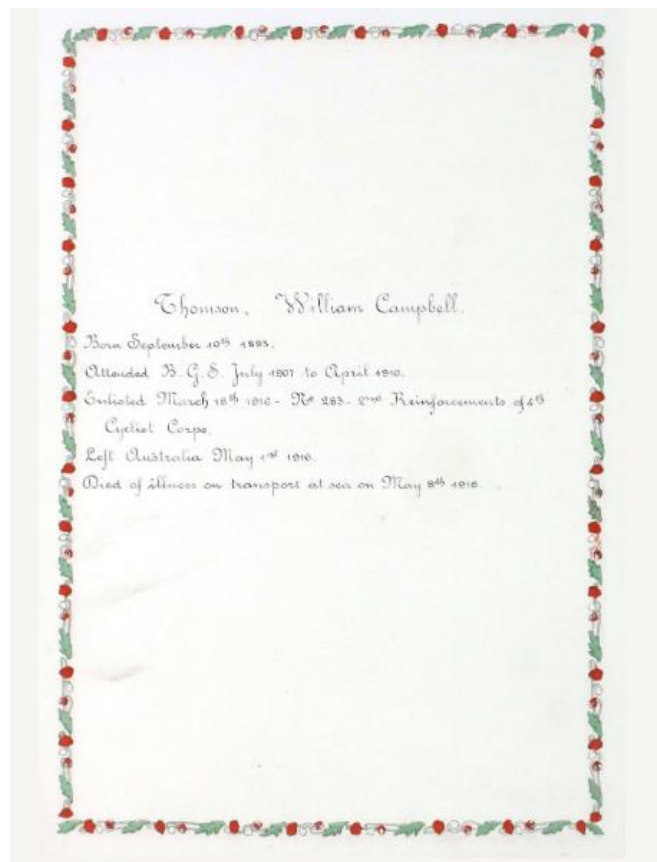 Thomson, William Campbell.
Born September 10th 1893.
Attended B. G. S. July 1907 to April 1910.
Enlisted March 18th 1916 - No 283 - 2nd Reinforcements of 4th
Cyclist Corps.
Left Australia May 1st 1916.
Died of illness on transport at sea on May 8th 1916.